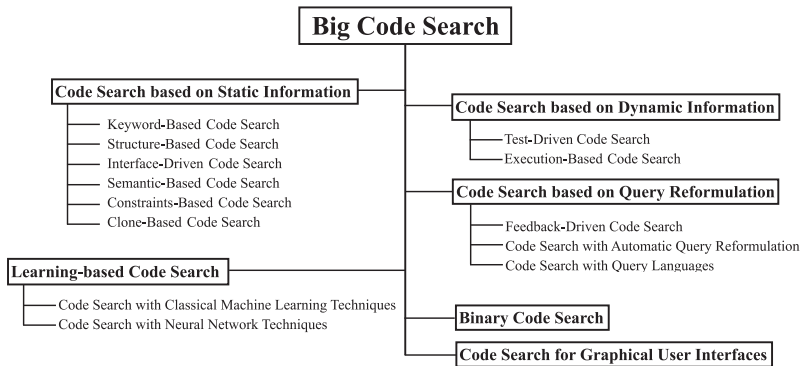 Big Code Search
Code Search based on Static Information
Keyword-Based Code Search
Structure-Based Code Search
Interface-Driven Code Search
Semantic-Based Code Search
Constraints-Based Code Search
Clone-Based Code Search
Code Search based on Dynamic Information
Test-Driven Code Search
Execution-Based Code Search
Code Search based on Query Reformulation
Feedback-Driven Code Search
Code Search with Automatic Query Reformulation
Code Search with Query Languages
Learning-based Code Search
Code Search with Classical Machine Learning Techniques
Code Search with Neural Network Techniques
Binary Code Search
Code Search for Graphical User Interfaces